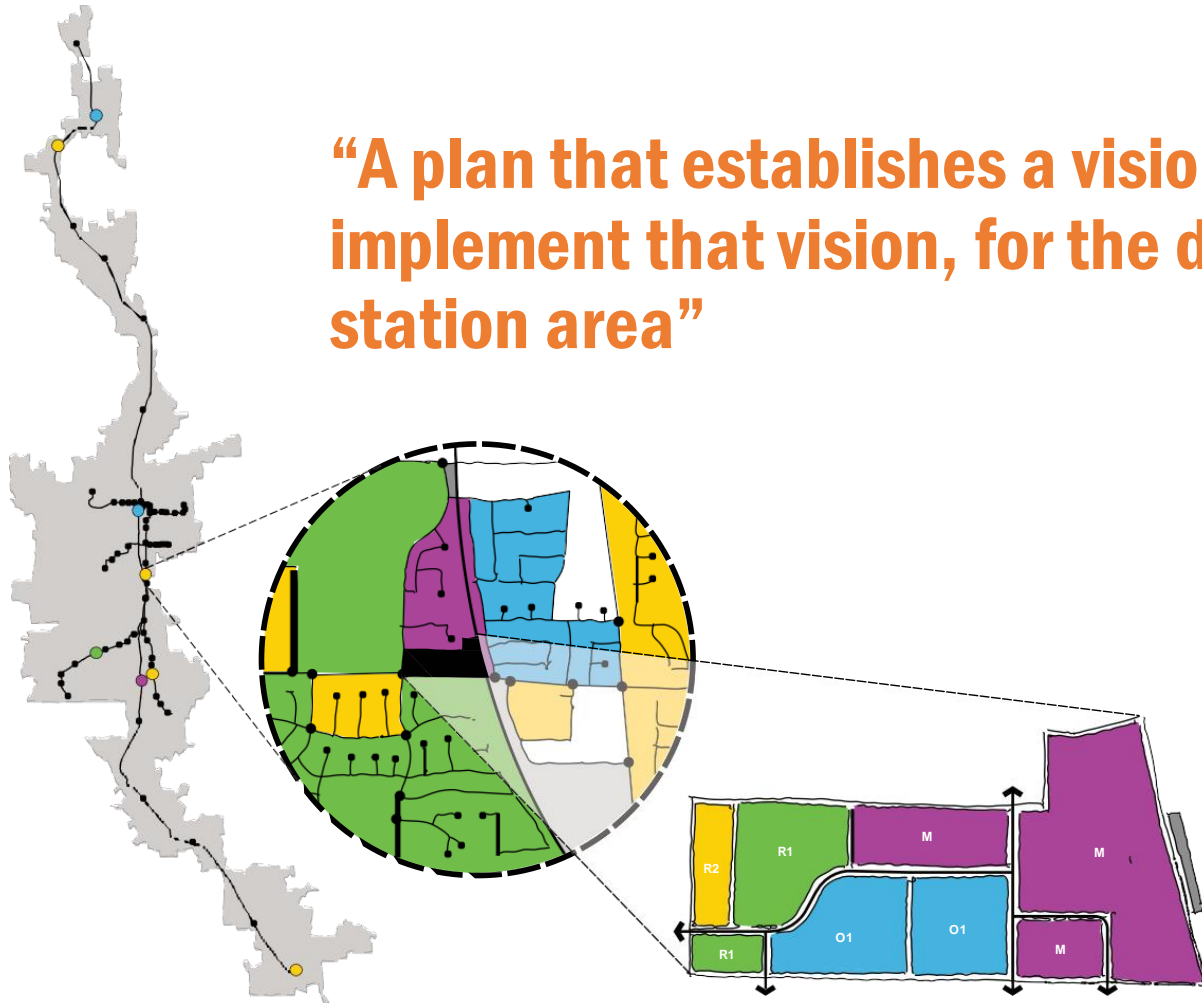 “A plan that establishes a visio
implement that vision, for the d
station area”
M
R1
M
R2
O1
O1
R1
M